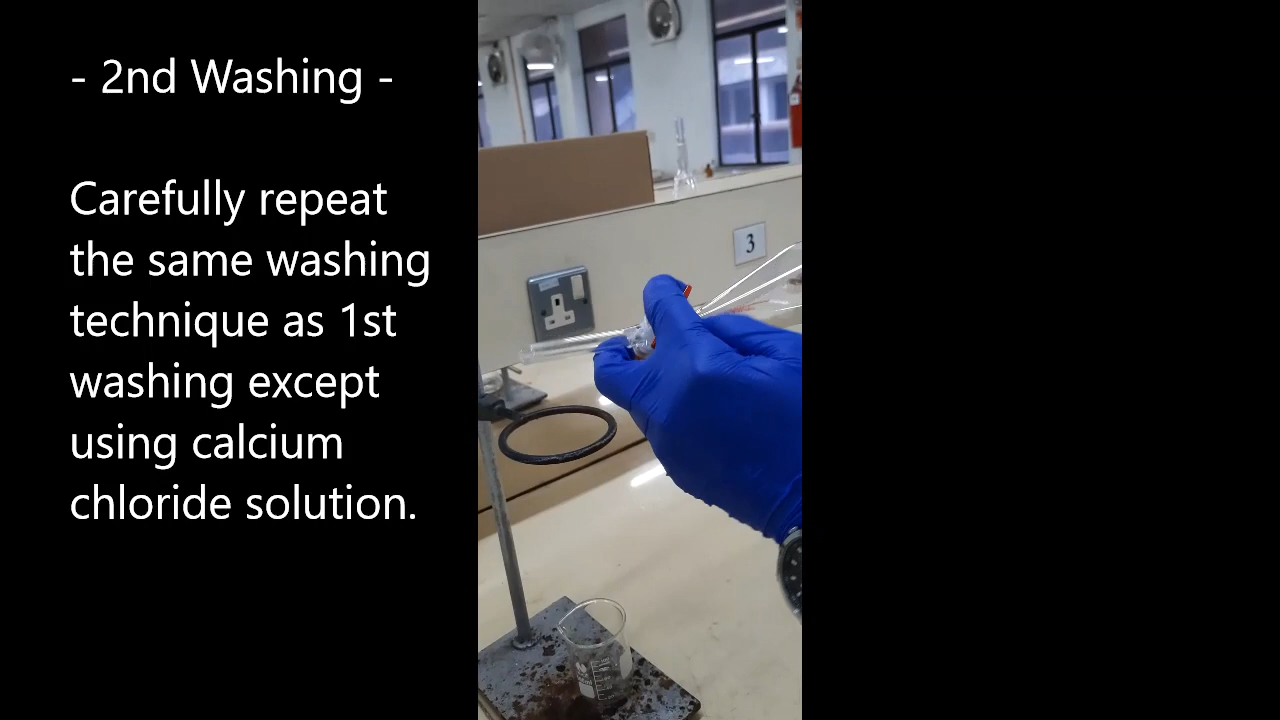 - 2nd Washing -
Carefully repeat
the same washing
technique as 1st
washing except
using calcium
chloride solution.
3